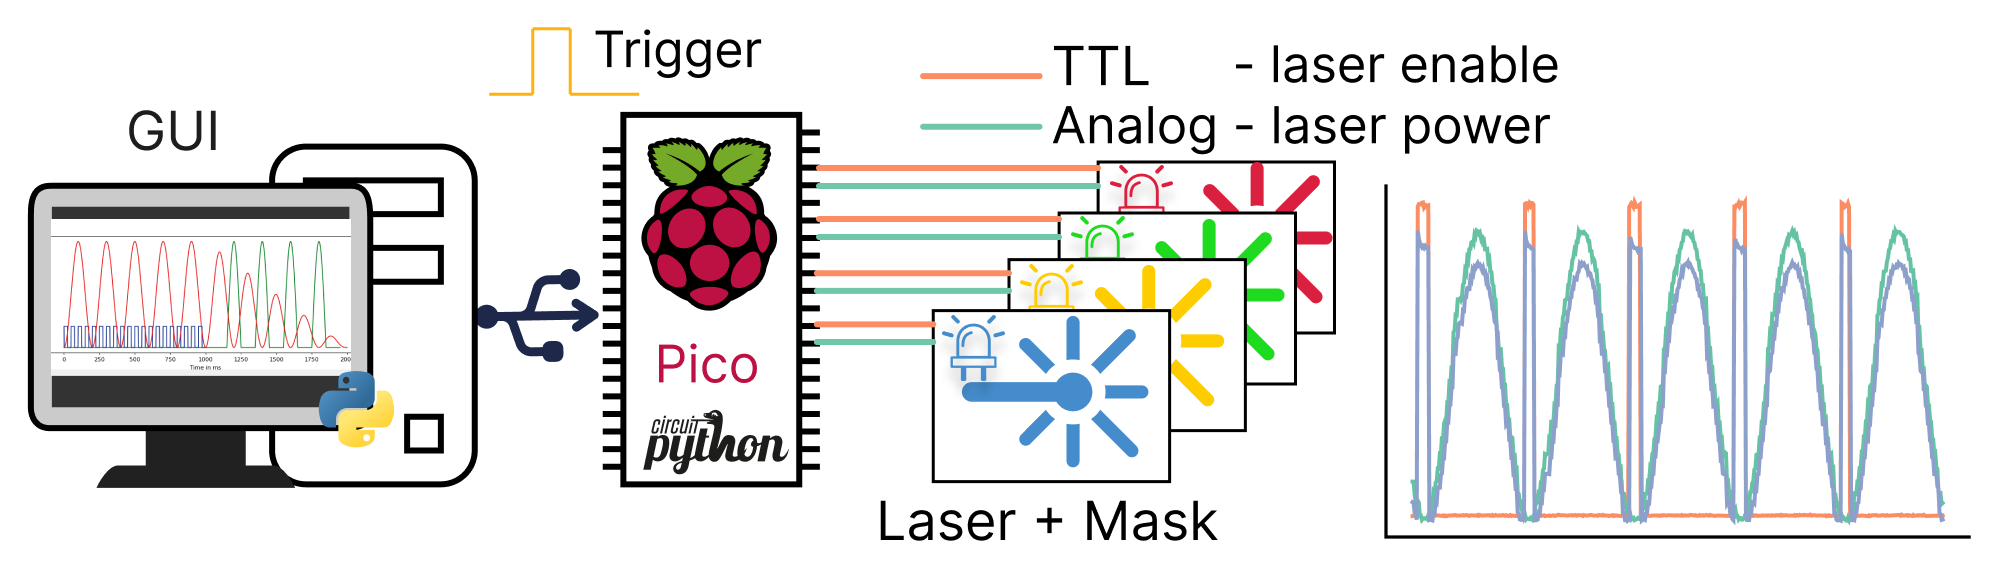 Trigger
TTL - laser enable
GUI
Analog - laser power
0 250 500 750 1000 1250 1500 1750 200
Time in ms
Pico
circuit
python
Laser + Mask